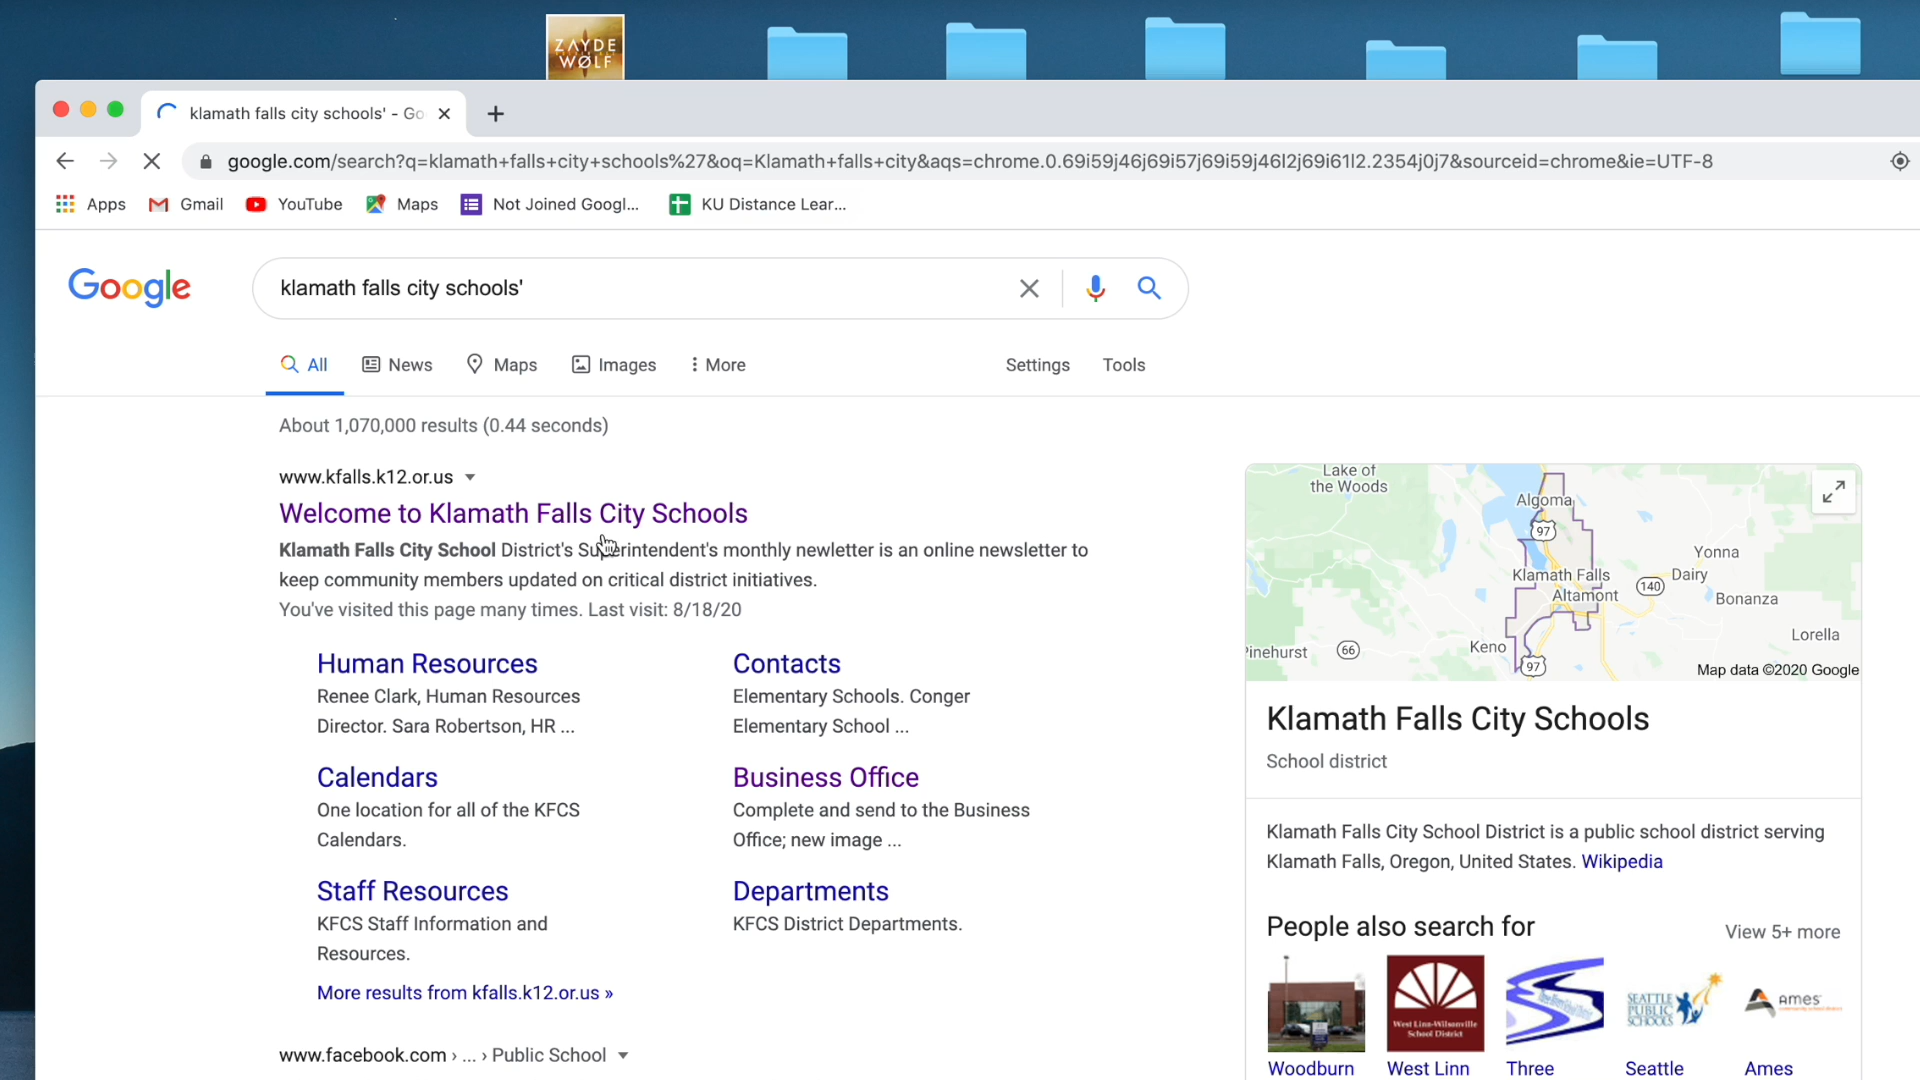 ZAYDE
WØLF
klamath falls city schools' - Go
google.com/search?q=klamath+falls+city+schools%27&oq=Klamath+falls+city&aqs=chrome.0.69i59j46j69i57j69i59j46l2j69i61l2.2354j0j7&sourceid=chrome&ie=UTF-8
Apps
Gmail
YouTube
Maps
Not Joined Googl...
KU Distance Lear...
Google
klamath falls city schools'
All
News
Maps
Images
More
Settings
Tools
About 1,070,000 results (0.44 seconds)
www.kfalls.k12.or.us
Welcome to Klamath Falls City Schools
Klamath Falls City School District's Superintendent's monthly newletter is an online newsletter to
keep community members updated on critical district initiatives.
You've visited this page many times. Last visit: 8/18/20
Human Resources
Renee Clark, Human Resources
Director. Sara Robertson, HR ...
Contacts
Elementary Schools. Conger
Elementary School ...
Calendars
One location for all of the KFCS
Calendars.
Business Office
Complete and send to the Business
Office; new image ...
Staff Resources
KFCS Staff Information and
Resources.
Departments
KFCS District Departments.
More results from kfalls.k12.or.us »
www.facebook.com › ... › Public School
Lake of
the Woods
Algoma
97
Yonna
Klamath Falls
140
Dairy
Altamont
Bonanza
Lorella
Keno
Pinehurst
66
97
Map data ©2020 Google
Klamath Falls City Schools
School district
Klamath Falls City School District is a public school district serving
Klamath Falls, Oregon, United States. Wikipedia
People also search for
View 5+ more
West Linn-Wilsonville
School District
SEATTLE
PUBLIC
SCHOOLS
AMES
Woodburn
West Linn
Three
Seattle
Ames